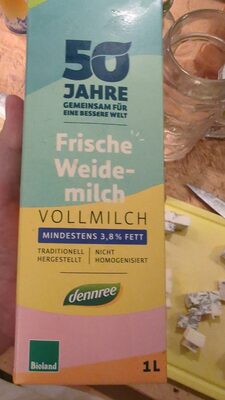 50
JAHRE
GEMEINSAM FÜR
EINE BESSERE WELT
Frische
Weide-
milch
VOLLMILCH
MINDESTENS 3,8% FETT
TRADITIONELL | NICHT
HERGESTELLT | HOMOGENISIERT
dennree
Bioland
1L